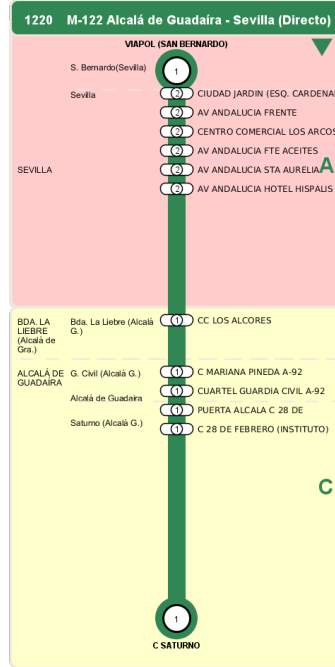 1220 M-122 Alcalá de Guadaíra - Sevilla (Directo)
VIAPOL (SAN BERNARDO)
S. Bernardo(Sevilla)
1
Sevilla
2 CIUDAD JARDIN (ESQ. CARDENAL
2 AV ANDALUCIA FRENTE
2 CENTRO COMERCIAL LOS ARCOS
2 AV ANDALUCIA FTE ACEITES
SEVILLA
2 AV ANDALUCIA STA AURELIA
A
2 AV ANDALUCIA HOTEL HISPALIS
BDA. LA LIEBRE (Alcalá de Gra.)
Bda. La Liebre (Alcalá G.)
1 CC LOS ALCORES
ALCALÁ DE GUADAÍRA
G. Civil (Alcalá G.)
1 C MARIANA PINEDA A-92
1 CUARTEL GUARDIA CIVIL A-92
Alcalá de Guadaíra
1 PUERTA ALCALA C 28 DE
Saturno (Alcalá G.)
1 C 28 DE FEBRERO (INSTITUTO)
C
1
C SATURNO